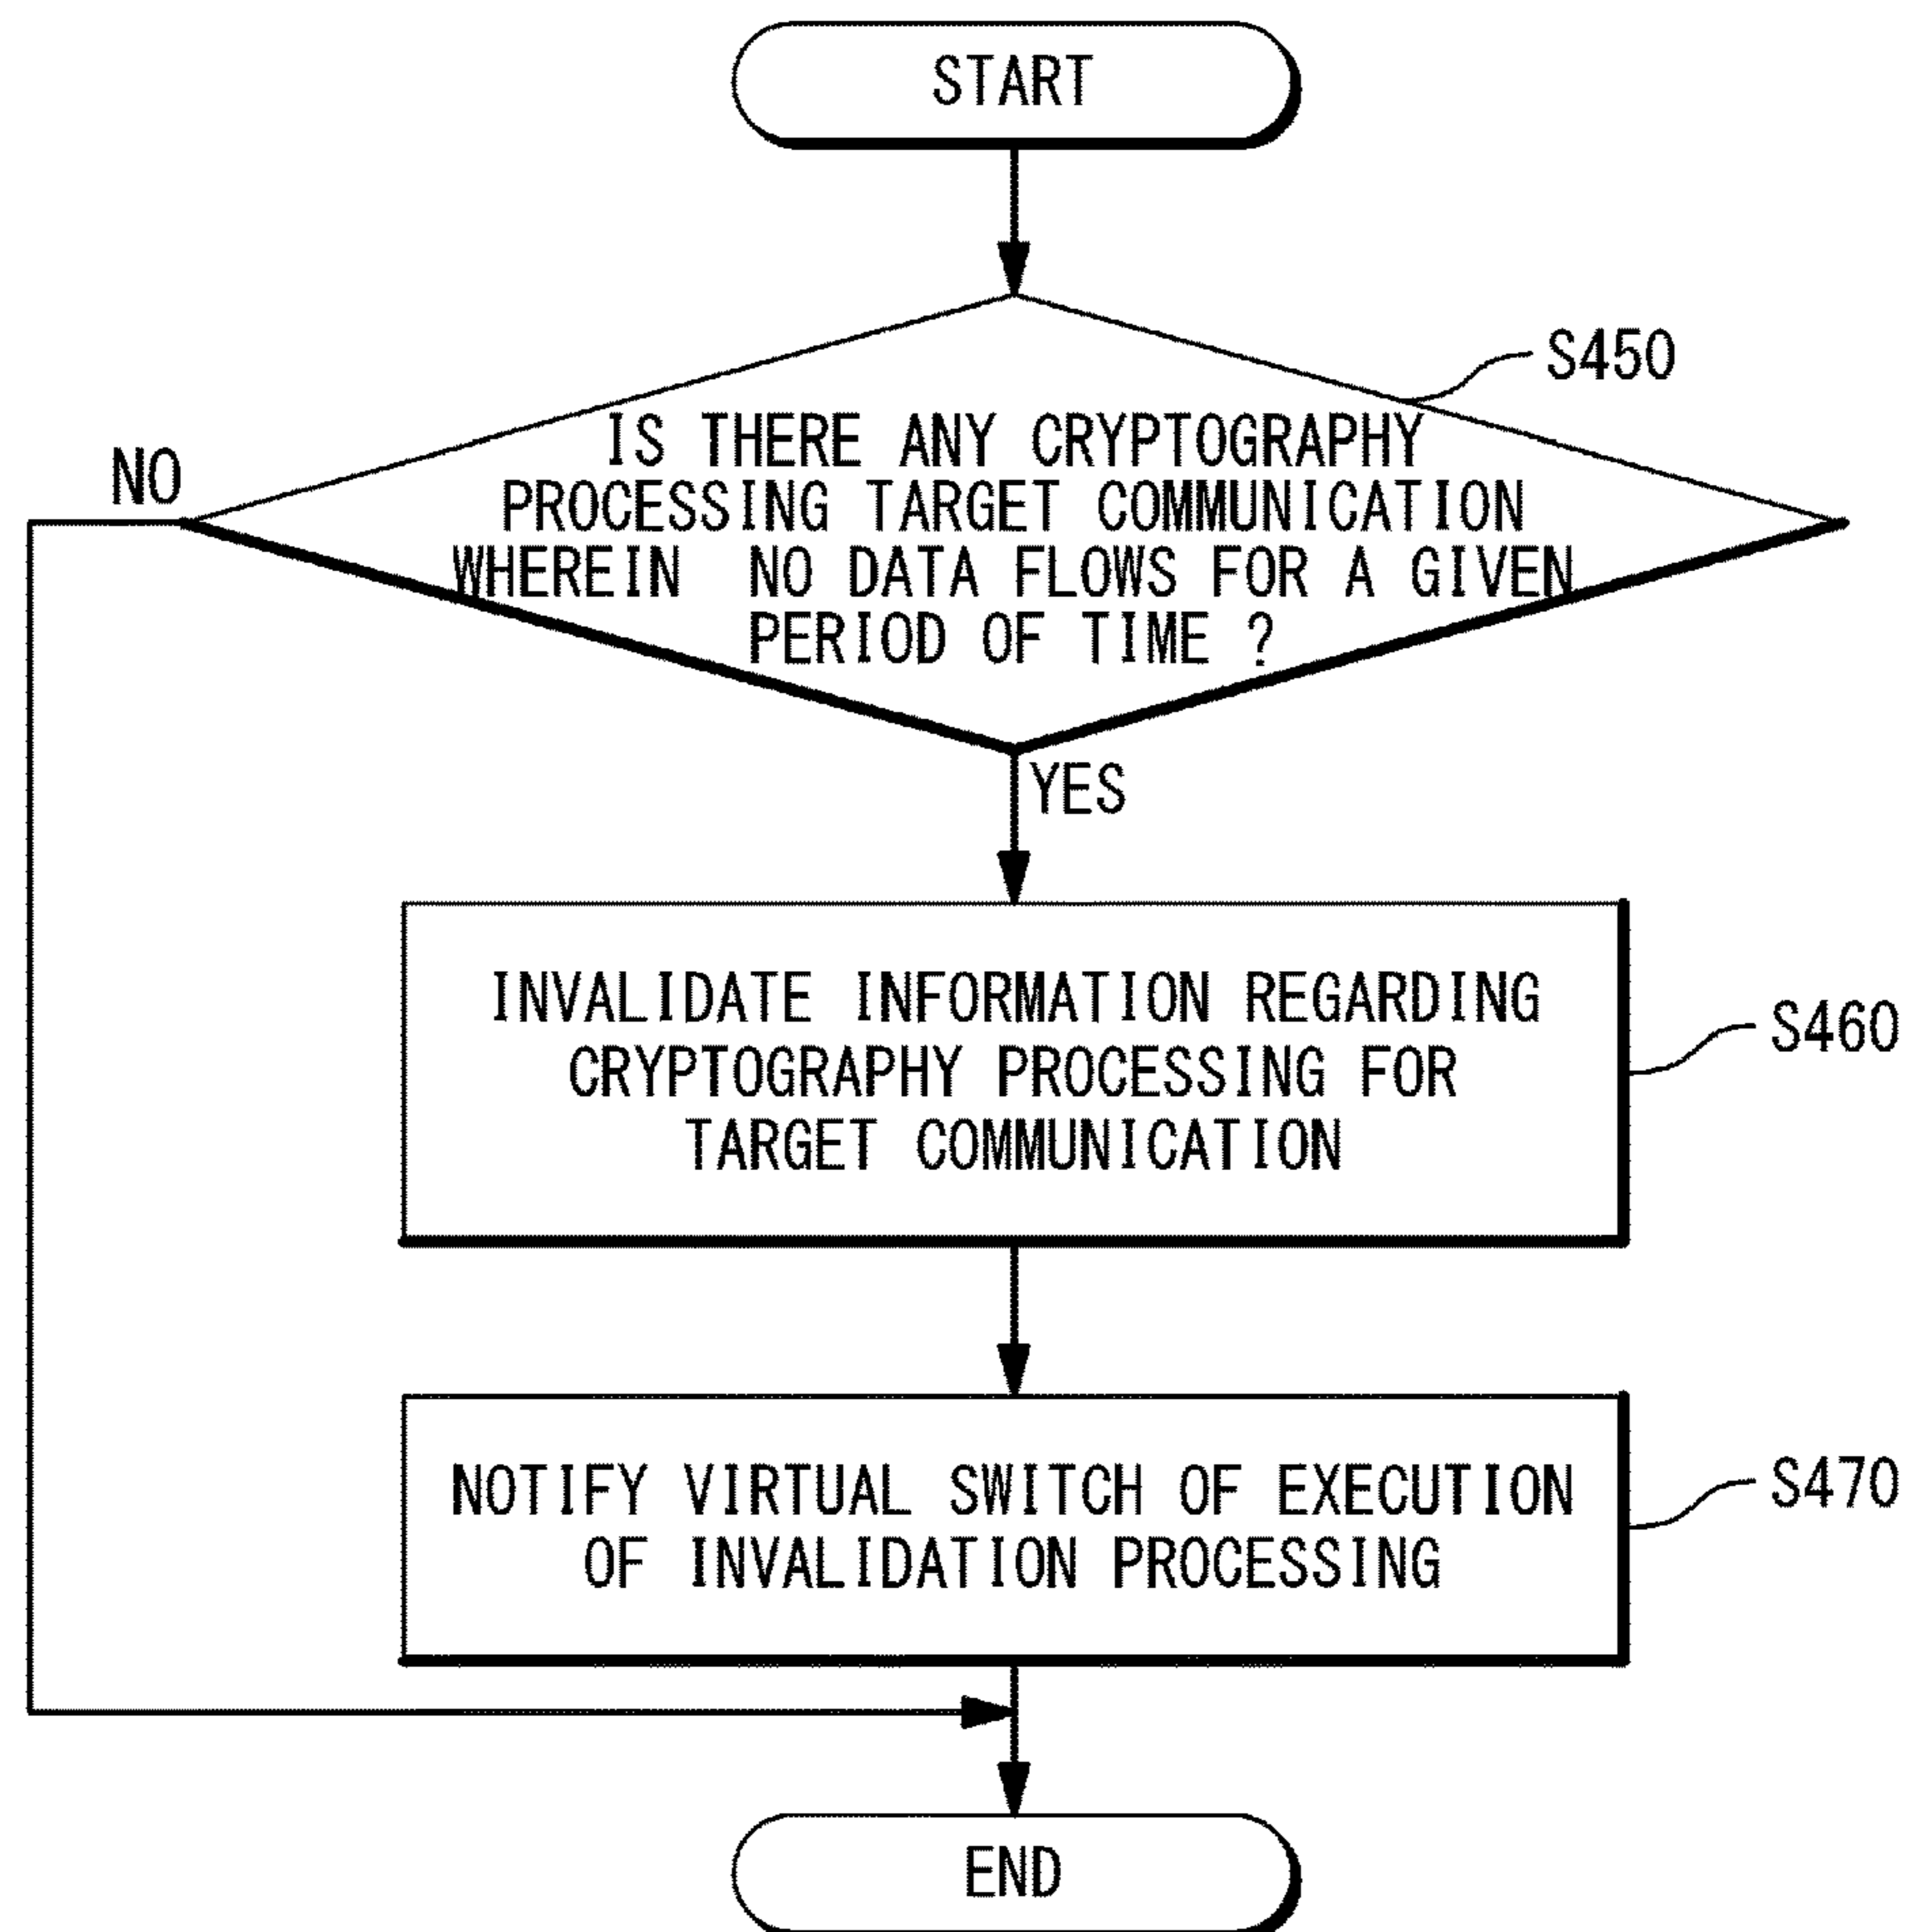 START
S450
IS THERE ANY CRYPTOGRAPHY
PROCESSING TARGET COMMUNICATION
WHEREIN NO DATA FLOWS FOR A GIVEN
PERIOD OF TIME ?
NO
YES
INVALIDATE INFORMATION REGARDING
CRYPTOGRAPHY PROCESSING FOR
TARGET COMMUNICATION
S460
NOTIFY VIRTUAL SWITCH OF EXECUTION
OF INVALIDATION PROCESSING
S470
END